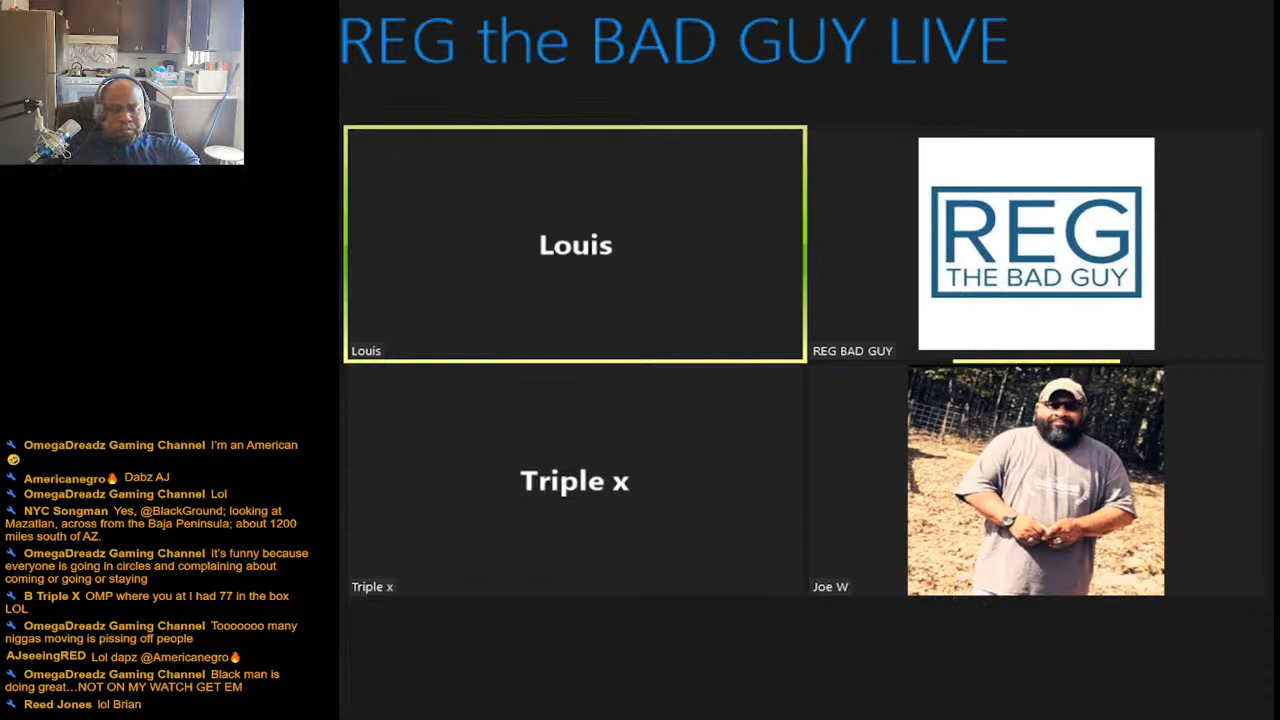 REG the BAD GUY LIVE
Louis
Louis
REG
THE BAD GUY
REG BAD GUY
Triple x
Triple x
Joe W
OmegaDreadz Gaming Channel I'm an American
🤣
Americanegro🔥 Dabz AJ
OmegaDreadz Gaming Channel Lol
NYC Songman Yes, @BlackGround; looking at
Mazatlan, across from the Baja Peninsula; about 1200
miles south of AZ.
OmegaDreadz Gaming Channel It's funny because
everyone is going in circles and complaining about
coming or going or staying
B Triple X OMP where you at I had 77 in the box
LOL
OmegaDreadz Gaming Channel Tooooooo many
niggas moving is pissing off people
AJseeingRED Lol dapz @Americanegro🔥
OmegaDreadz Gaming Channel Black man is
doing great…NOT ON MY WATCH GET EM
Reed Jones lol Brian